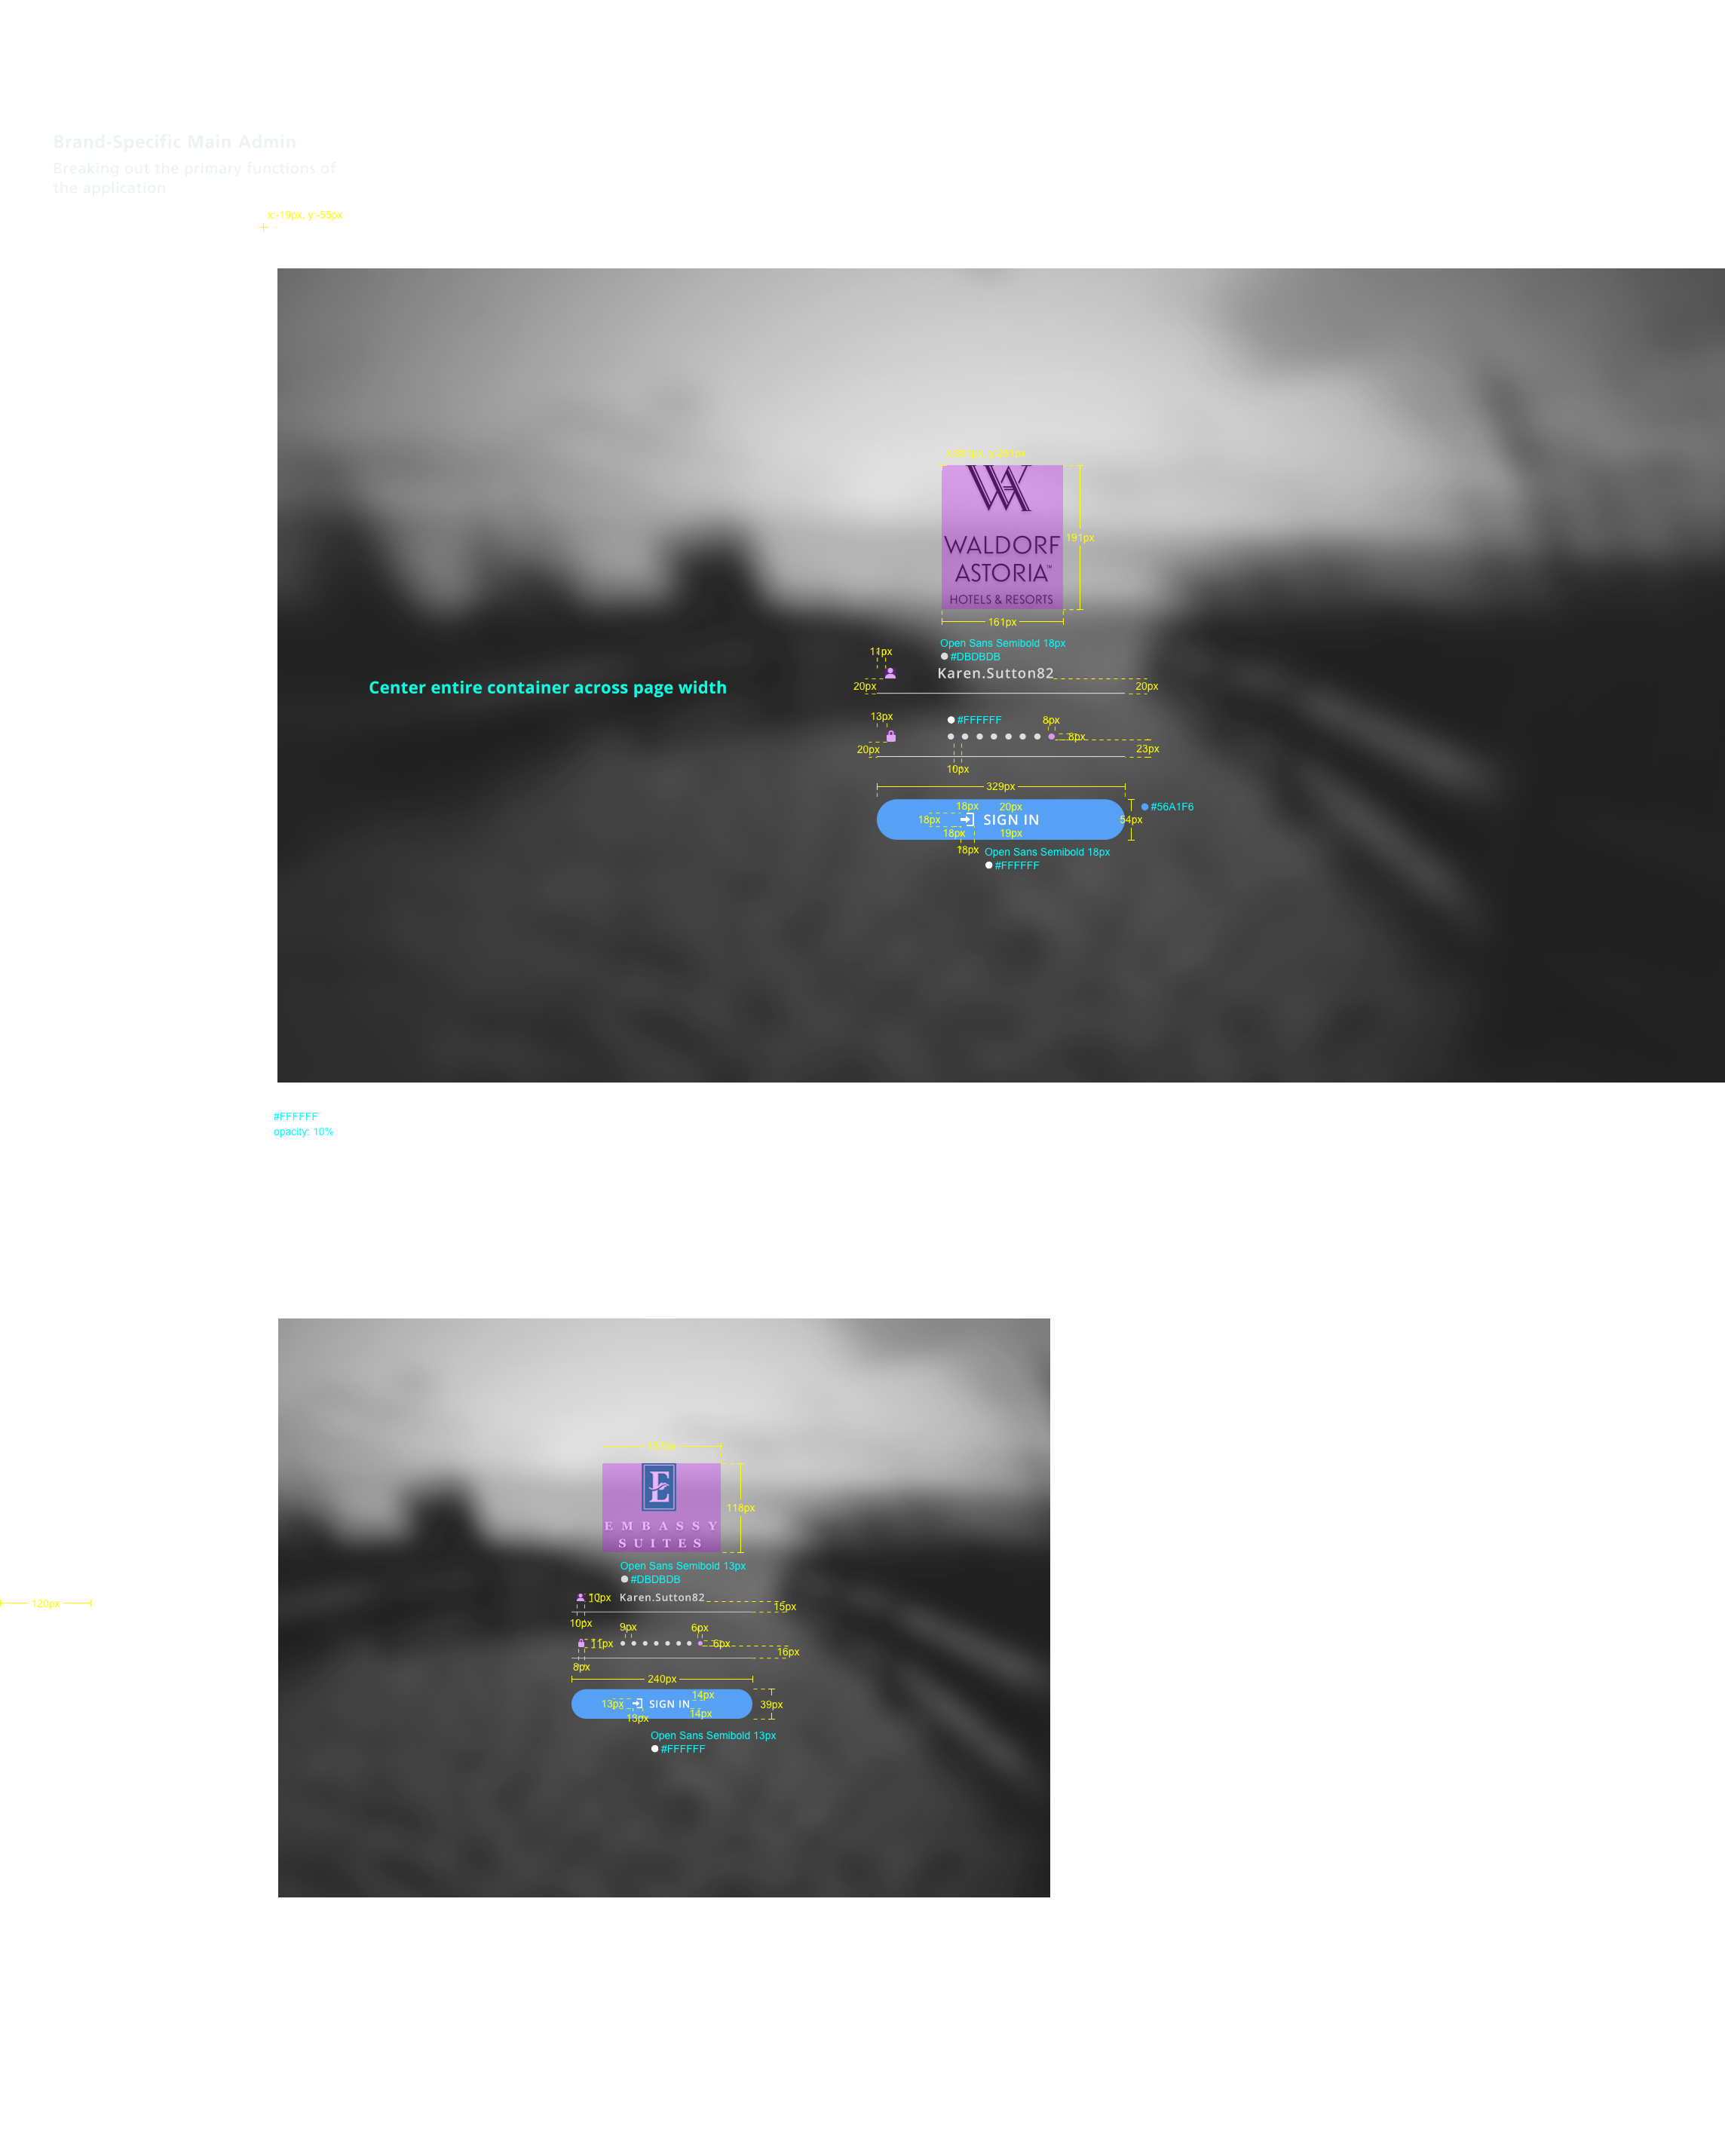 Brand-Specific Main Admin
Breaking out the primary functions of
the application
x:-19px, y:-56px
191px
WALDORF
ASTORIA™
HOTELS & RESORTS
161px
Open Sans Semibold 18px
#DBDBDB
11px
Karen.Sutton82
20px
20px
Center entire container across page width
13px
#FFFFFF
8px
8px
20px
23px
10px
329px
18px
20px
#56A1F6
18px
SIGN IN
54px
18px
19px
18px
Open Sans Semibold 18px
#FFFFFF
#FFFFFF
opacity: 10%
157px
E
118px
EMBASSY
SUITES
Open Sans Semibold 13px
#DBDBDB
10px
Karen.Sutton82
120px
15px
10px
9px
6px
11px
6px
16px
8px
240px
14px
13px
SIGN IN
39px
14px
13px
Open Sans Semibold 13px
#FFFFFF